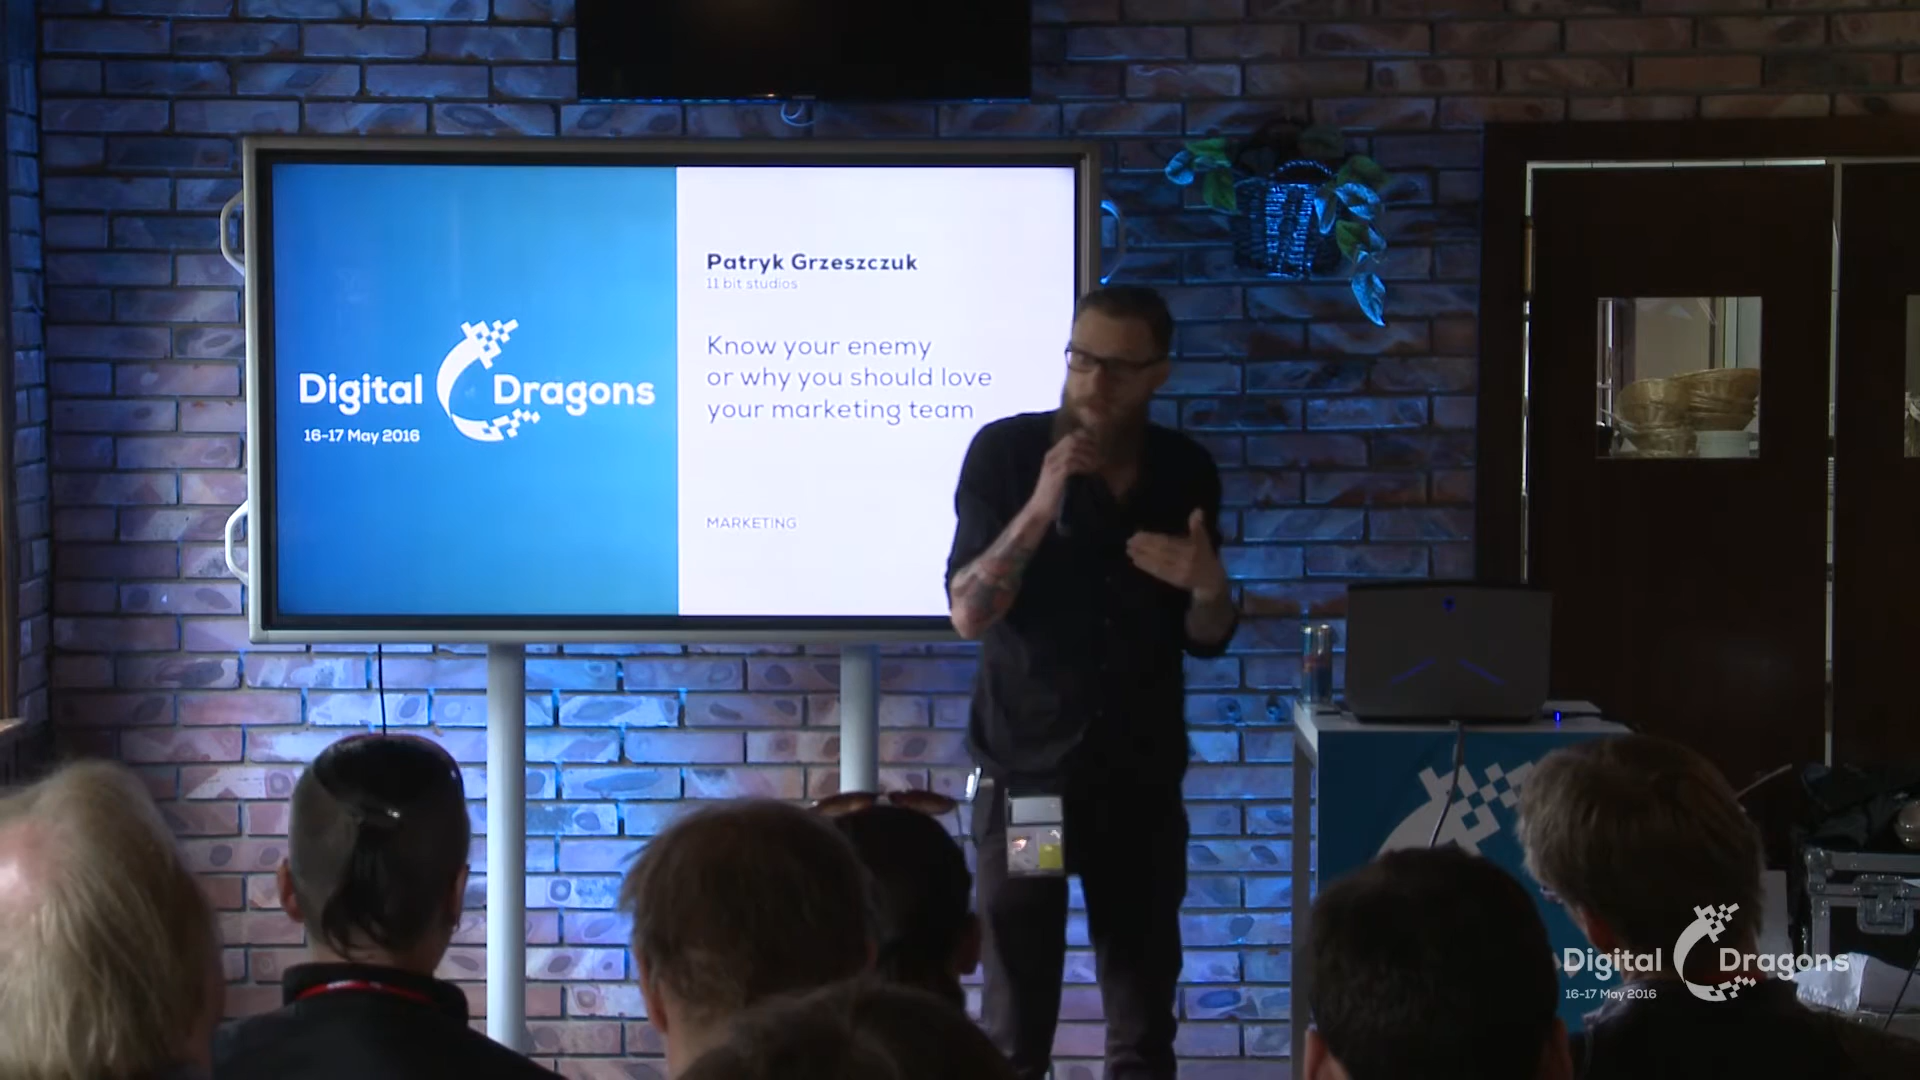 Digital Dragons
16-17 May 2016
Patryk Grzeszczuk
11 bit studios
Know your enemy
or why you should love
your marketing team
MARKETING
Digital Dragons
16-17 May 2016